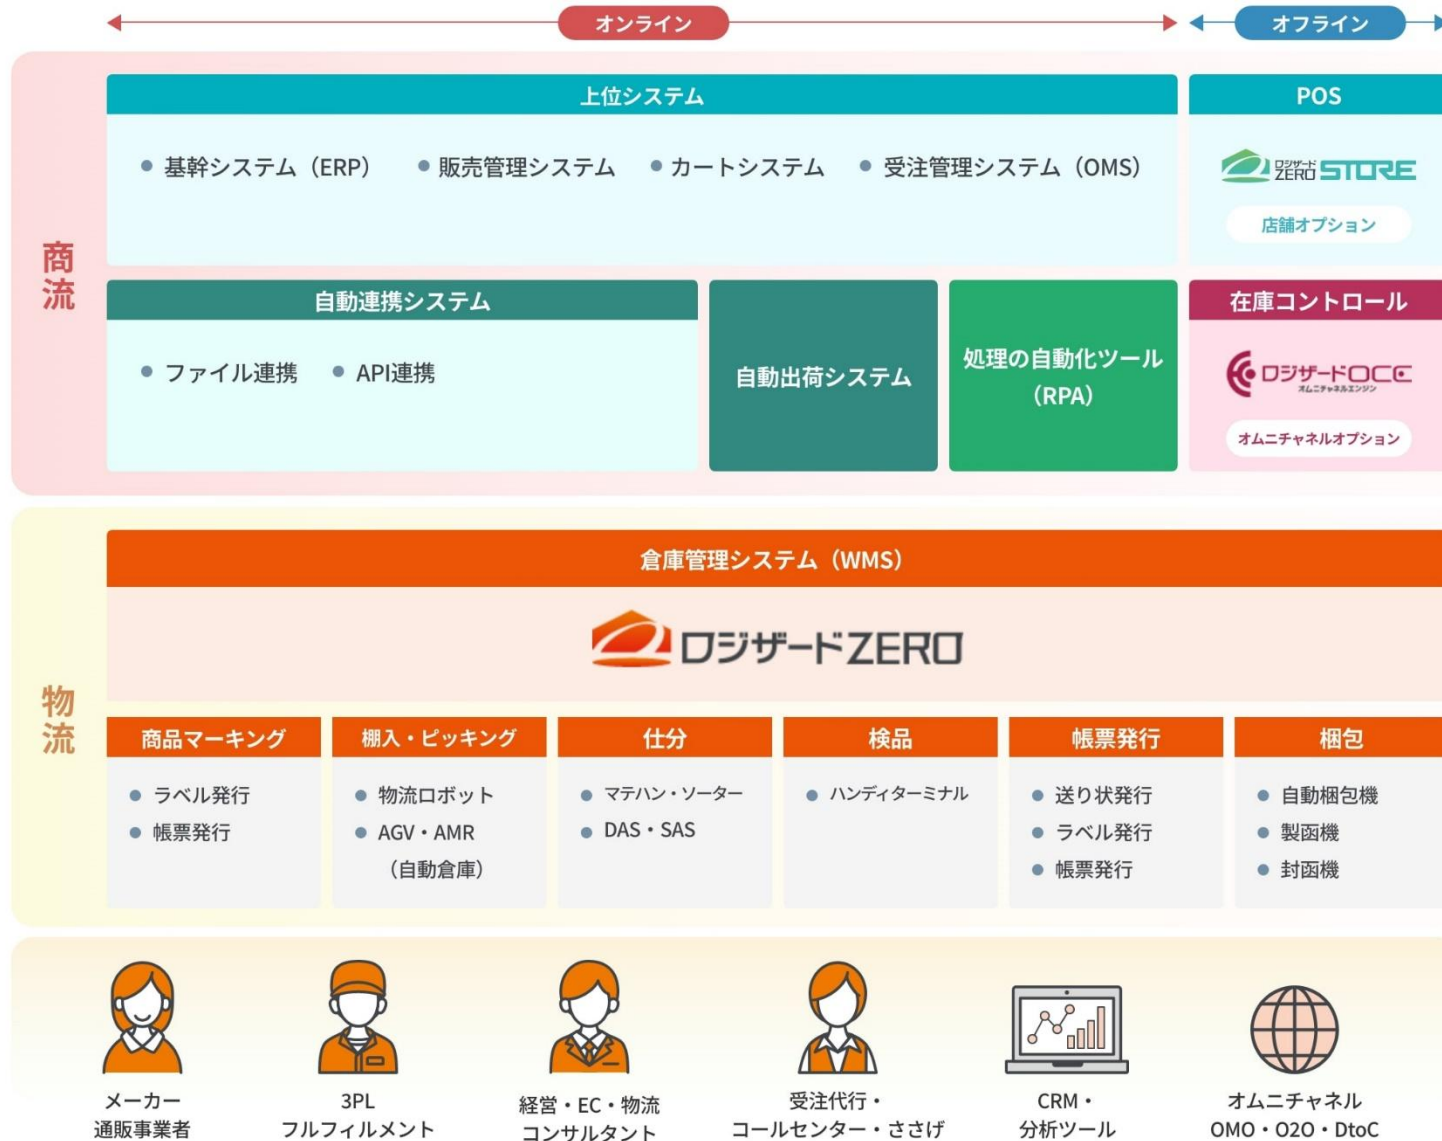 オンライン
オフライン
商流
上位システム
基幹システム（ERP）
販売管理システム
カートシステム
受注管理システム（OMS）
POS
ロジザード
ZERO STORE
店舗オプション
自動連携システム
ファイル連携
API連携
自動出荷システム
処理の自動化ツール
（RPA）
在庫コントロール
ロジザードOCE
オムニチャネルエンジン
オムニチャネルオプション
物流
倉庫管理システム（WMS）
ロジザードZERO
商品マーキング
ラベル発行
帳票発行
棚入・ピッキング
物流ロボット
AGV・AMR
（自動倉庫）
仕分
マテハン・ソーター
DAS・SAS
検品
ハンディターミナル
帳票発行
送り状発行
ラベル発行
帳票発行
梱包
自動梱包機
製函機
封函機
メーカー
通販事業者
3PL
フルフィルメント
経営・EC・物流
コンサルタント
受注代行・
コールセンター・ささげ
CRM・
分析ツール
オムニチャネル
OMO・O2O・DtoC